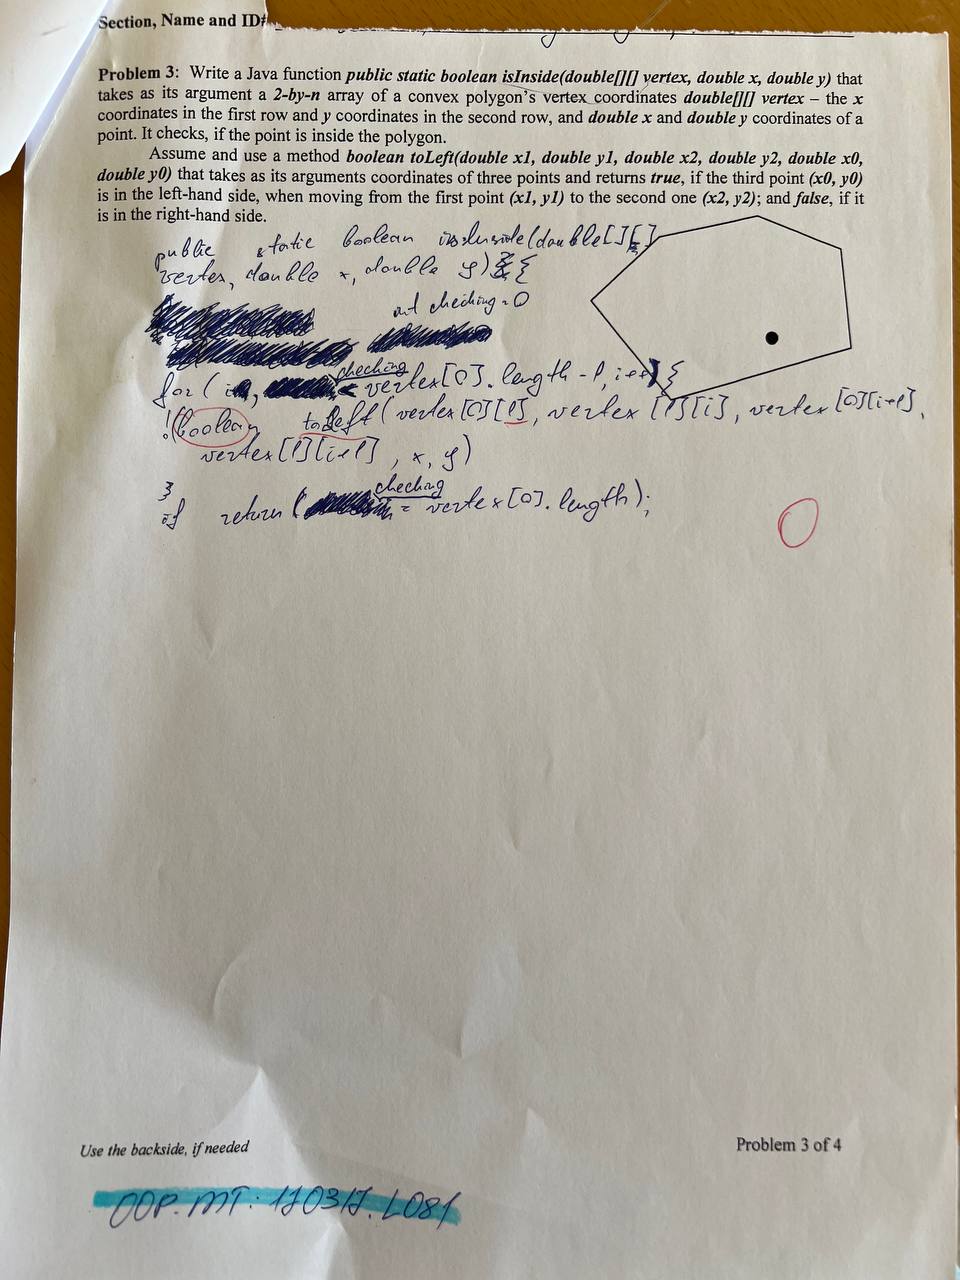 Section, Name and ID#
Problem 3: Write a Java function public static boolean isInside(double[][] vertex, double x, double y) that
takes as its argument a 2-by-n array of a convex polygon's vertex coordinates double[][] vertex – the x
coordinates in the first row and y coordinates in the second row, and double x and double y coordinates of a
point. It checks, if the point is inside the polygon.
Assume and use a method boolean toLeft(double x1, double y1, double x2, double y2, double x0,
double y0) that takes as its arguments coordinates of three points and returns true, if the third point (x0, y0)
is in the left-hand side, when moving from the first point (x1, y1) to the second one (x2, y2); and false, if it
is in the right-hand side.
public static boolean isInside(double[][]
vertex, double x, double y) {
int checking = 0
for (i, checking < vertex[0].length - 1, i++) {
!(boolean toLeft(vertex[0][1], vertex[1][i], vertex[0][i+1],
vertex[1][i+1], x, y)
}
if return (checking = vertex[0].length);
0
Use the backside, if needed
Problem 3 of 4
OOP.MT.170317.L081